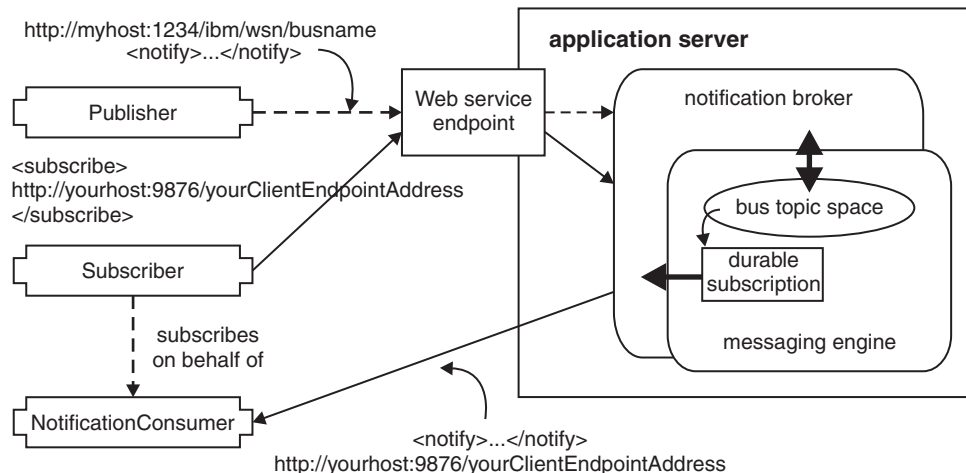 http://myhost:1234/ibm/wsn/busname
<notify>...</notify>
Publisher
<subscribe>
http://yourhost:9876/yourClientEndpointAddress
</subscribe>
Subscriber
subscribes
on behalf of
NotificationConsumer
Web service
endpoint
application server
notification broker
bus topic space
durable
subscription
messaging engine
<notify>...</notify>
http://yourhost:9876/yourClientEndpointAddress